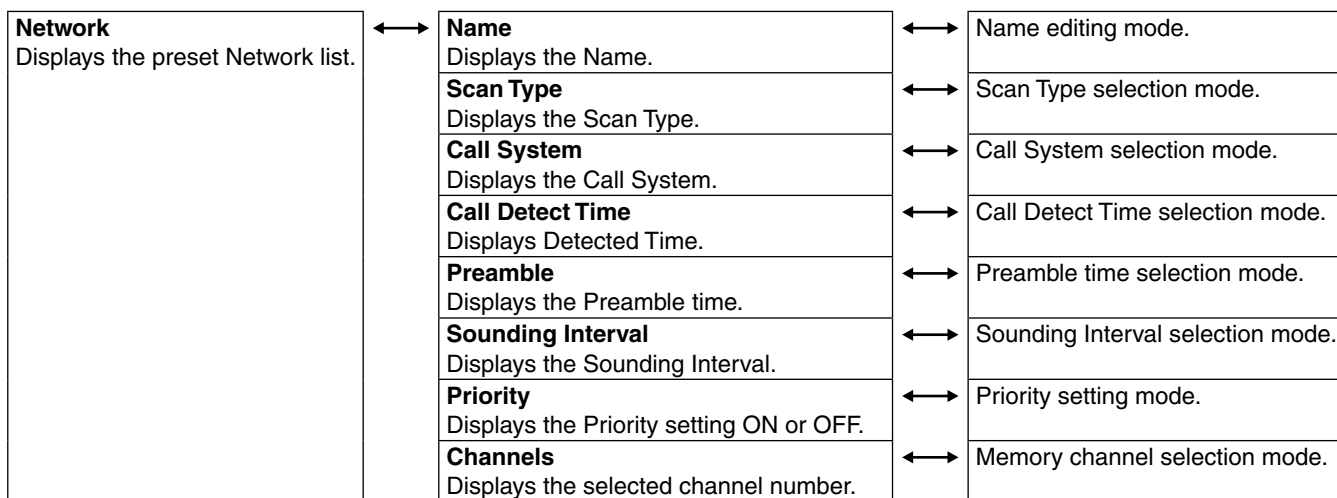 Network
Displays the preset Network list.
Name
Displays the Name.
Name editing mode.
Scan Type
Displays the Scan Type.
Scan Type selection mode.
Call System
Displays the Call System.
Call System selection mode.
Call Detect Time
Displays Detected Time.
Call Detect Time selection mode.
Preamble
Displays the Preamble time.
Preamble time selection mode.
Sounding Interval
Displays the Sounding Interval.
Sounding Interval selection mode.
Priority
Displays the Priority setting ON or OFF.
Priority setting mode.
Channels
Displays the selected channel number.
Memory channel selection mode.